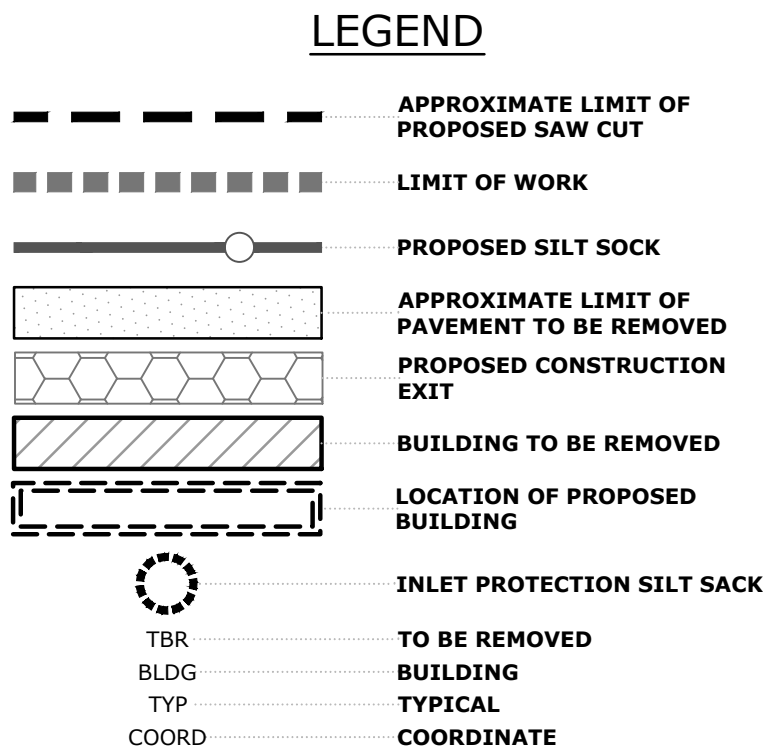 LEGEND
APPROXIMATE LIMIT OF
PROPOSED SAW CUT
LIMIT OF WORK
PROPOSED SILT SOCK
APPROXIMATE LIMIT OF
PAVEMENT TO BE REMOVED
PROPOSED CONSTRUCTION
EXIT
BUILDING TO BE REMOVED
LOCATION OF PROPOSED
BUILDING
INLET PROTECTION SILT SACK
TBR TO BE REMOVED
BLDG BUILDING
TYP TYPICAL
COORD COORDINATE